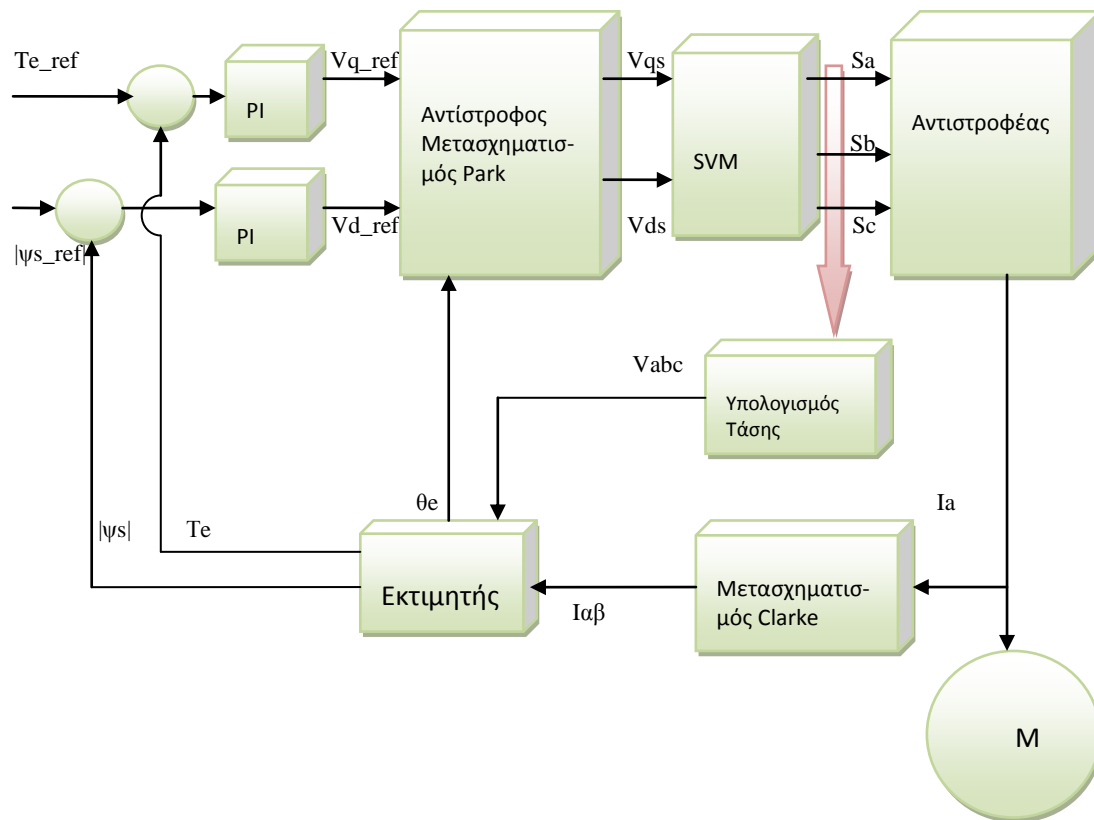 Te_ref
PI
Vq_ref
Αντίστροφος
Μετασχηματισ-
μός Park
Vqs
SVM
Sa
Sb
Sc
Αντιστροφέας
|ψs_ref|
PI
Vd_ref
Vds
Vabc
Υπολογισμός
Τάσης
θe
|ψs|
Te
Εκτιμητής
Iαβ
Μετασχηματισ-
μός Clarke
Ia
M